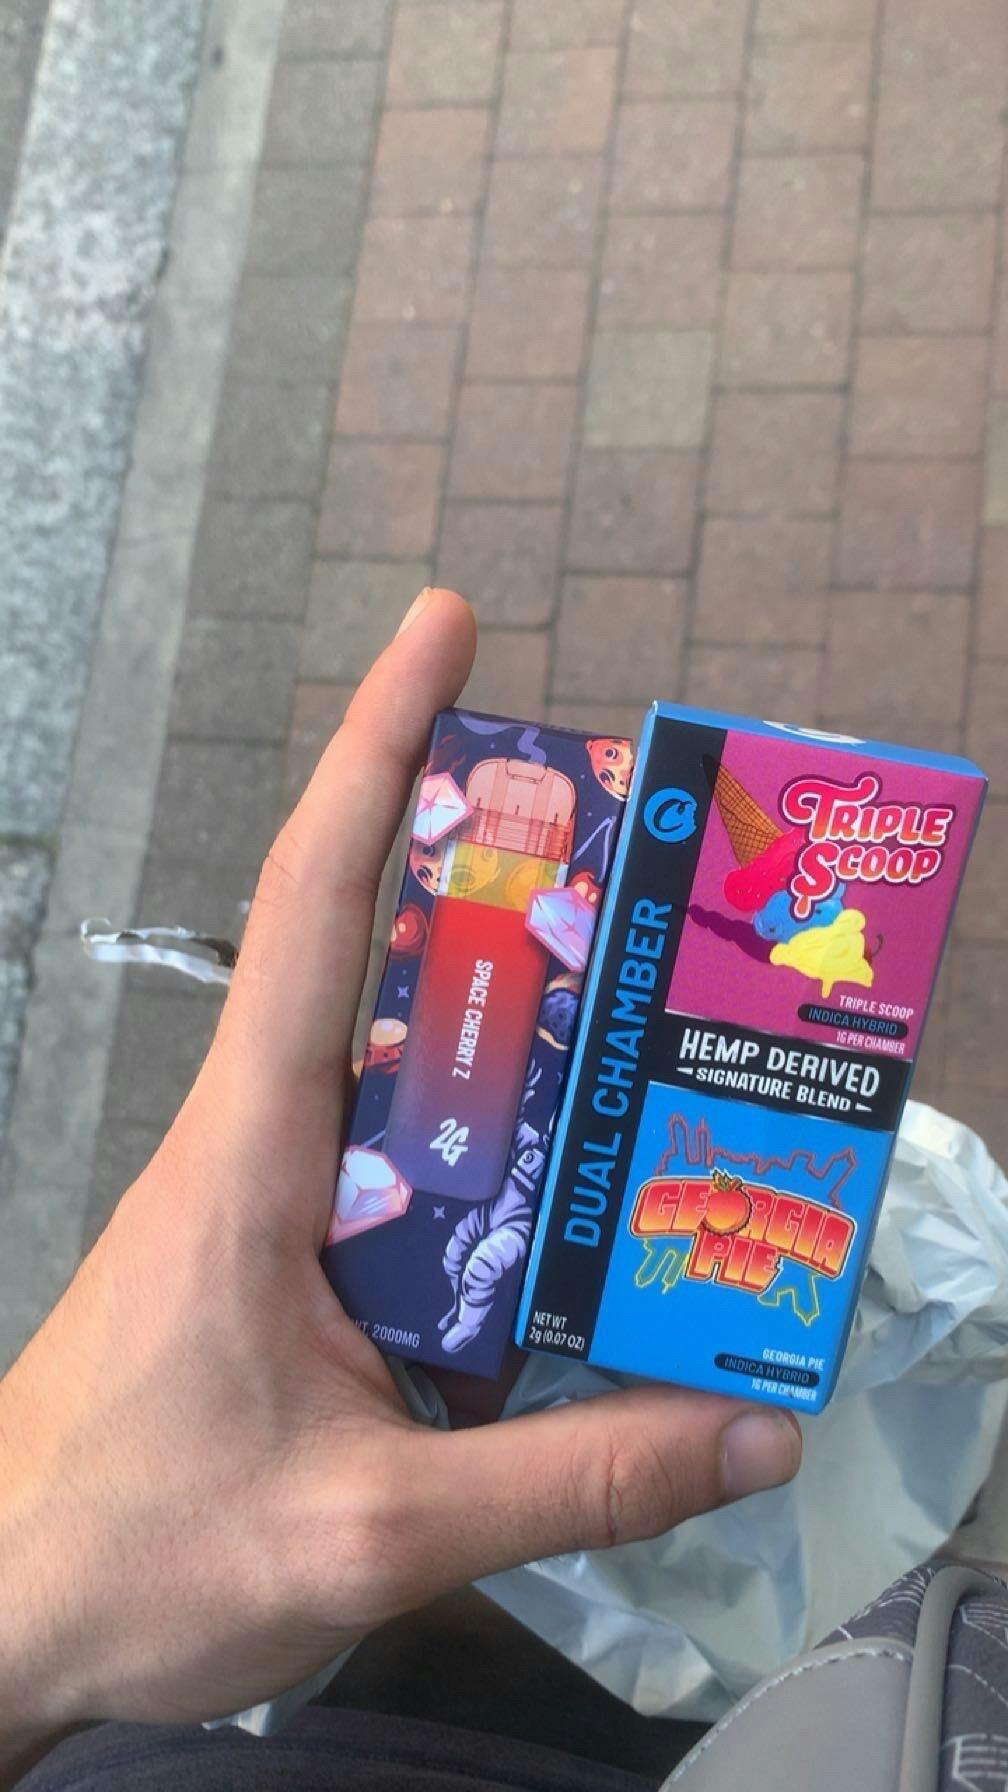 SPACE CHERRY Z
2G
2000MG
DUAL CHAMBER
TRIPLE
SCOOP
TRIPLE SCOOP
INDICA HYBRID
1G PER CHAMBER
HEMP DERIVED
SIGNATURE BLEND
GEORGIA
PIE
NET WT
2g (0.07 OZ)
GEORGIA PIE
INDICA HYBRID
1G PER CHAMBER